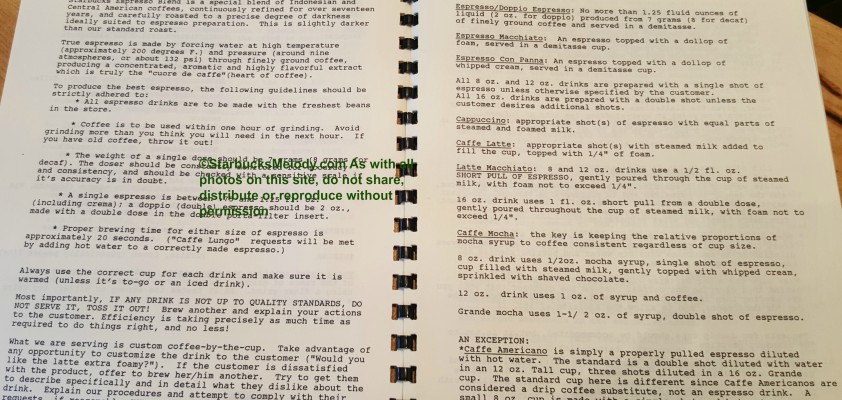 Starbucks Espresso Blend is a special blend of Indonesian and
Central American coffees, continuously refined for over seventeen
years, and carefully roasted to a precise degree of darkness
ideally suited to espresso preparation. This is slightly darker
than our standard roast.
True espresso is made by forcing water at high temperature
(approximately 200 degrees F.) and pressure (around nine
atmospheres, or about 132 psi) through finely ground coffee,
producing a concentrated, aromatic and highly flavorful extract
which is truly the "cuore de caffe"(heart of coffee).
To produce the best espresso, the following guidelines should be
strictly adhered to:
* All espresso drinks are to be made with the freshest beans
in the store.
* Coffee is to be used within one hour of grinding. Avoid
grinding more than you think you will need in the next hour. If
you have old coffee, throw it out!
* The weight of a single dose should be 7 grams (8 grams for
decaf). The doser should be
and consistency, and should be checked with a sensitive scale if
it's accuracy is in doubt.
* A single espresso is between
(including crema); a doppio (double) espresso should be 2 oz.,
made with a double dose in the double porta-filter insert.
* Proper brewing time for either size of espresso is
approximately 20 seconds. ("Caffe Lungo" requests will be met
by adding hot water to a correctly made espresso.)
Always use the correct cup for each drink and make sure it is
warmed (unless it's to-go or an iced drink).
Most importantly, IF ANY DRINK IS NOT UP TO QUALITY STANDARDS, DO
NOT SERVE IT, TOSS IT OUT! Brew another and explain your actions
to the customer. Efficiency is taking precisely as much time as
required to do things right, and no less!
What we are serving is custom coffee-by-the-cup. Take advantage of
any opportunity to customize the drink to the customer ("Would you
like the latte extra foamy?"). If the customer is dissatisfied
with the product, offer to brew her/him another. Try to get them
to describe specifically and in detail what they dislike about the
drink. Explain our procedures and attempt to comply with their
©StarbucksMelody.com As with all
photos on this site, do not share,
distribute or reproduce without
permission
Espresso/Doppio Espresso: No more than 1.25 fluid ounces of
liquid (2 oz. for doppio) produced from 7 grams (8 for decaf)
of finely ground coffee and served in a demitasse.
Espresso Macchiato: An espresso topped with a dollop of
foam, served in a demitasse cup.
Espresso Con Panna: An espresso topped with a dollop of
whipped cream, served in a demitasse cup.
All 8 oz. and 12 oz. drinks are prepared with a single shot of
espresso unless otherwise specified by the customer.
All 16 oz. drinks are prepared with a double shot unless the
customer desires additional shots.
Cappuccino: appropriate shot(s) of espresso with equal parts of
steamed and foamed milk.
Caffe Latte: appropriate shot(s) with steamed milk added to
fill the cup, topped with 1/4" of foam.
Latte Macchiato: 8 and 12 oz. drinks use a 1/2 fl. oz.
SHORT PULL OF ESPRESSO, gently poured through the cup of steamed
milk, with foam not to exceed 1/4".
16 oz. drink uses 1 fl. oz. short pull from a double dose,
gently poured throughout the cup of steamed milk, with foam not to
exceed 1/4".
Caffe Mocha: the key is keeping the relative proportions of
mocha syrup to coffee consistent regardless of cup size.
8 oz. drink uses 1/2oz. mocha syrup, single shot of espresso,
cup filled with steamed milk, gently topped with whipped cream,
sprinkled with shaved chocolate.
12 oz. drink uses 1 oz. of syrup and coffee.
Grande mocha uses 1-1/ 2 oz. of syrup, double shot of espresso.
AN EXCEPTION:
*Caffe Americano is simply a properly pulled espresso diluted
with hot water. The standard is a double shot diluted with water
in an 12 oz. Tall cup, three shots diluted in a 16 oz. Grande
cup. The standard cup here is different since Caffe Americanos are
considered a drip coffee substitute, not an espresso drink. A
small 8 oz. cup is made with a